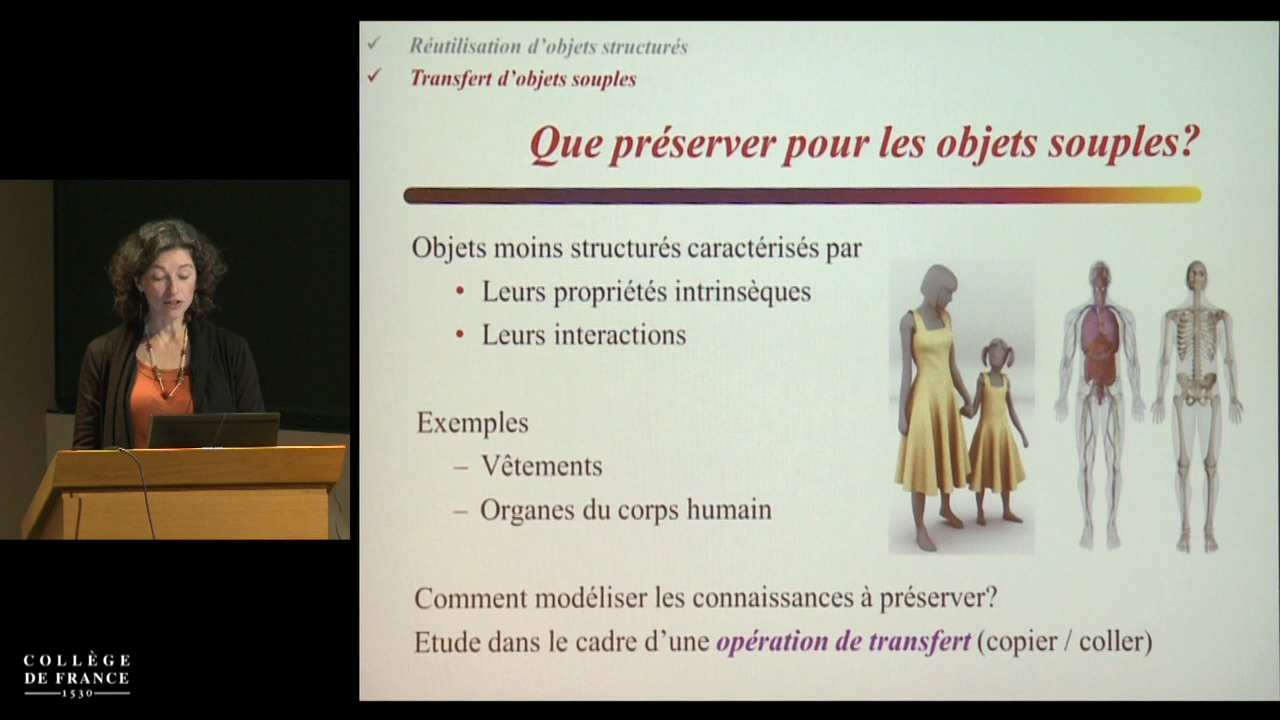 ✓ Réutilisation d'objets structurés
✓ Transfert d'objets souples
Que préserver pour les objets souples?
Objets moins structurés caractérisés par
• Leurs propriétés intrinsèques
• Leurs interactions
Exemples
– Vêtements
– Organes du corps humain
Comment modéliser les connaissances à préserver?
Etude dans le cadre d'une opération de transfert (copier / coller)
COLLÈGE
DE FRANCE
1530